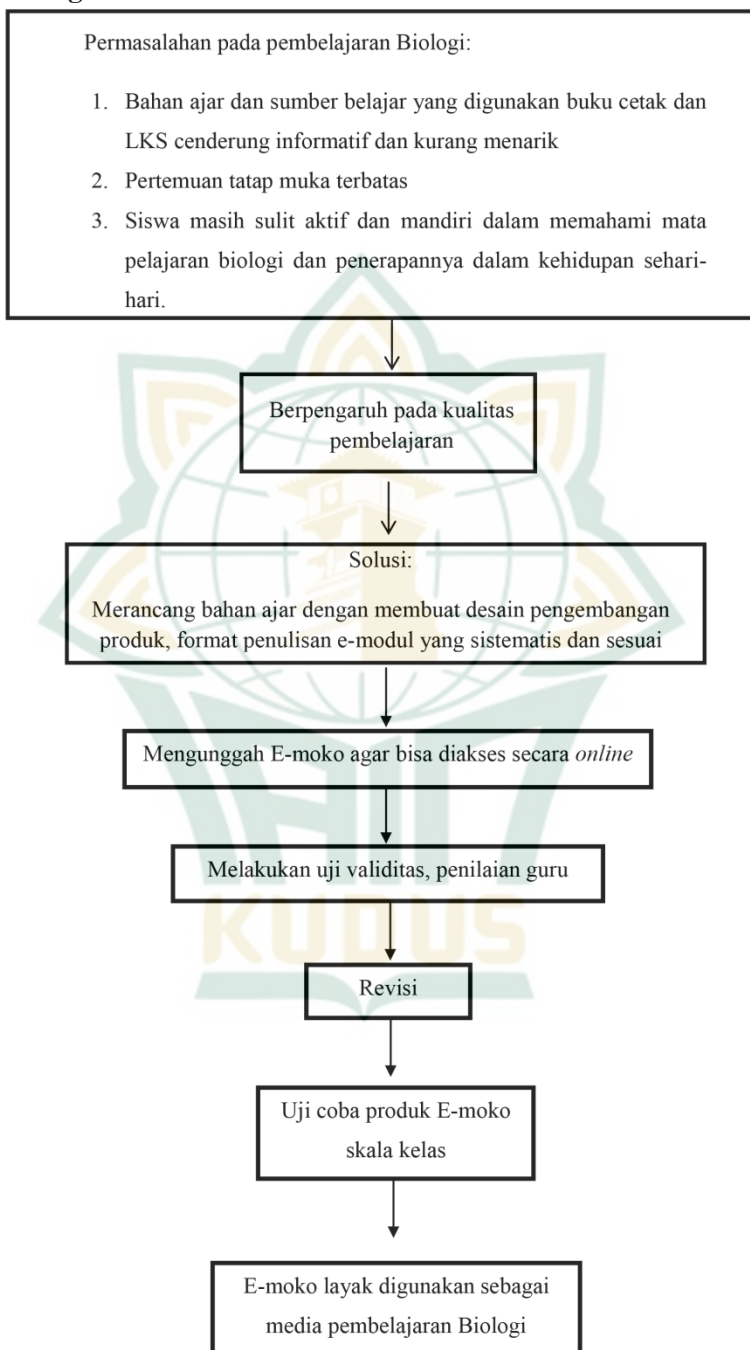 Permasalahan pada pembelajaran Biologi:
1. Bahan ajar dan sumber belajar yang digunakan buku cetak dan
LKS cenderung informatif dan kurang menarik
2. Pertemuan tatap muka terbatas
3. Siswa masih sulit aktif dan mandiri dalam memahami mata
pelajaran biologi dan penerapannya dalam kehidupan sehari-
hari.
Berpengaruh pada kualitas
pembelajaran
Solusi:
Merancang bahan ajar dengan membuat desain pengembangan
produk, format penulisan e-modul yang sistematis dan sesuai
Mengunggah E-moko agar bisa diakses secara online
Melakukan uji validitas, penilaian guru
KUDUS
Revisi
Uji coba produk E-moko
skala kelas
E-moko layak digunakan sebagai
media pembelajaran Biologi